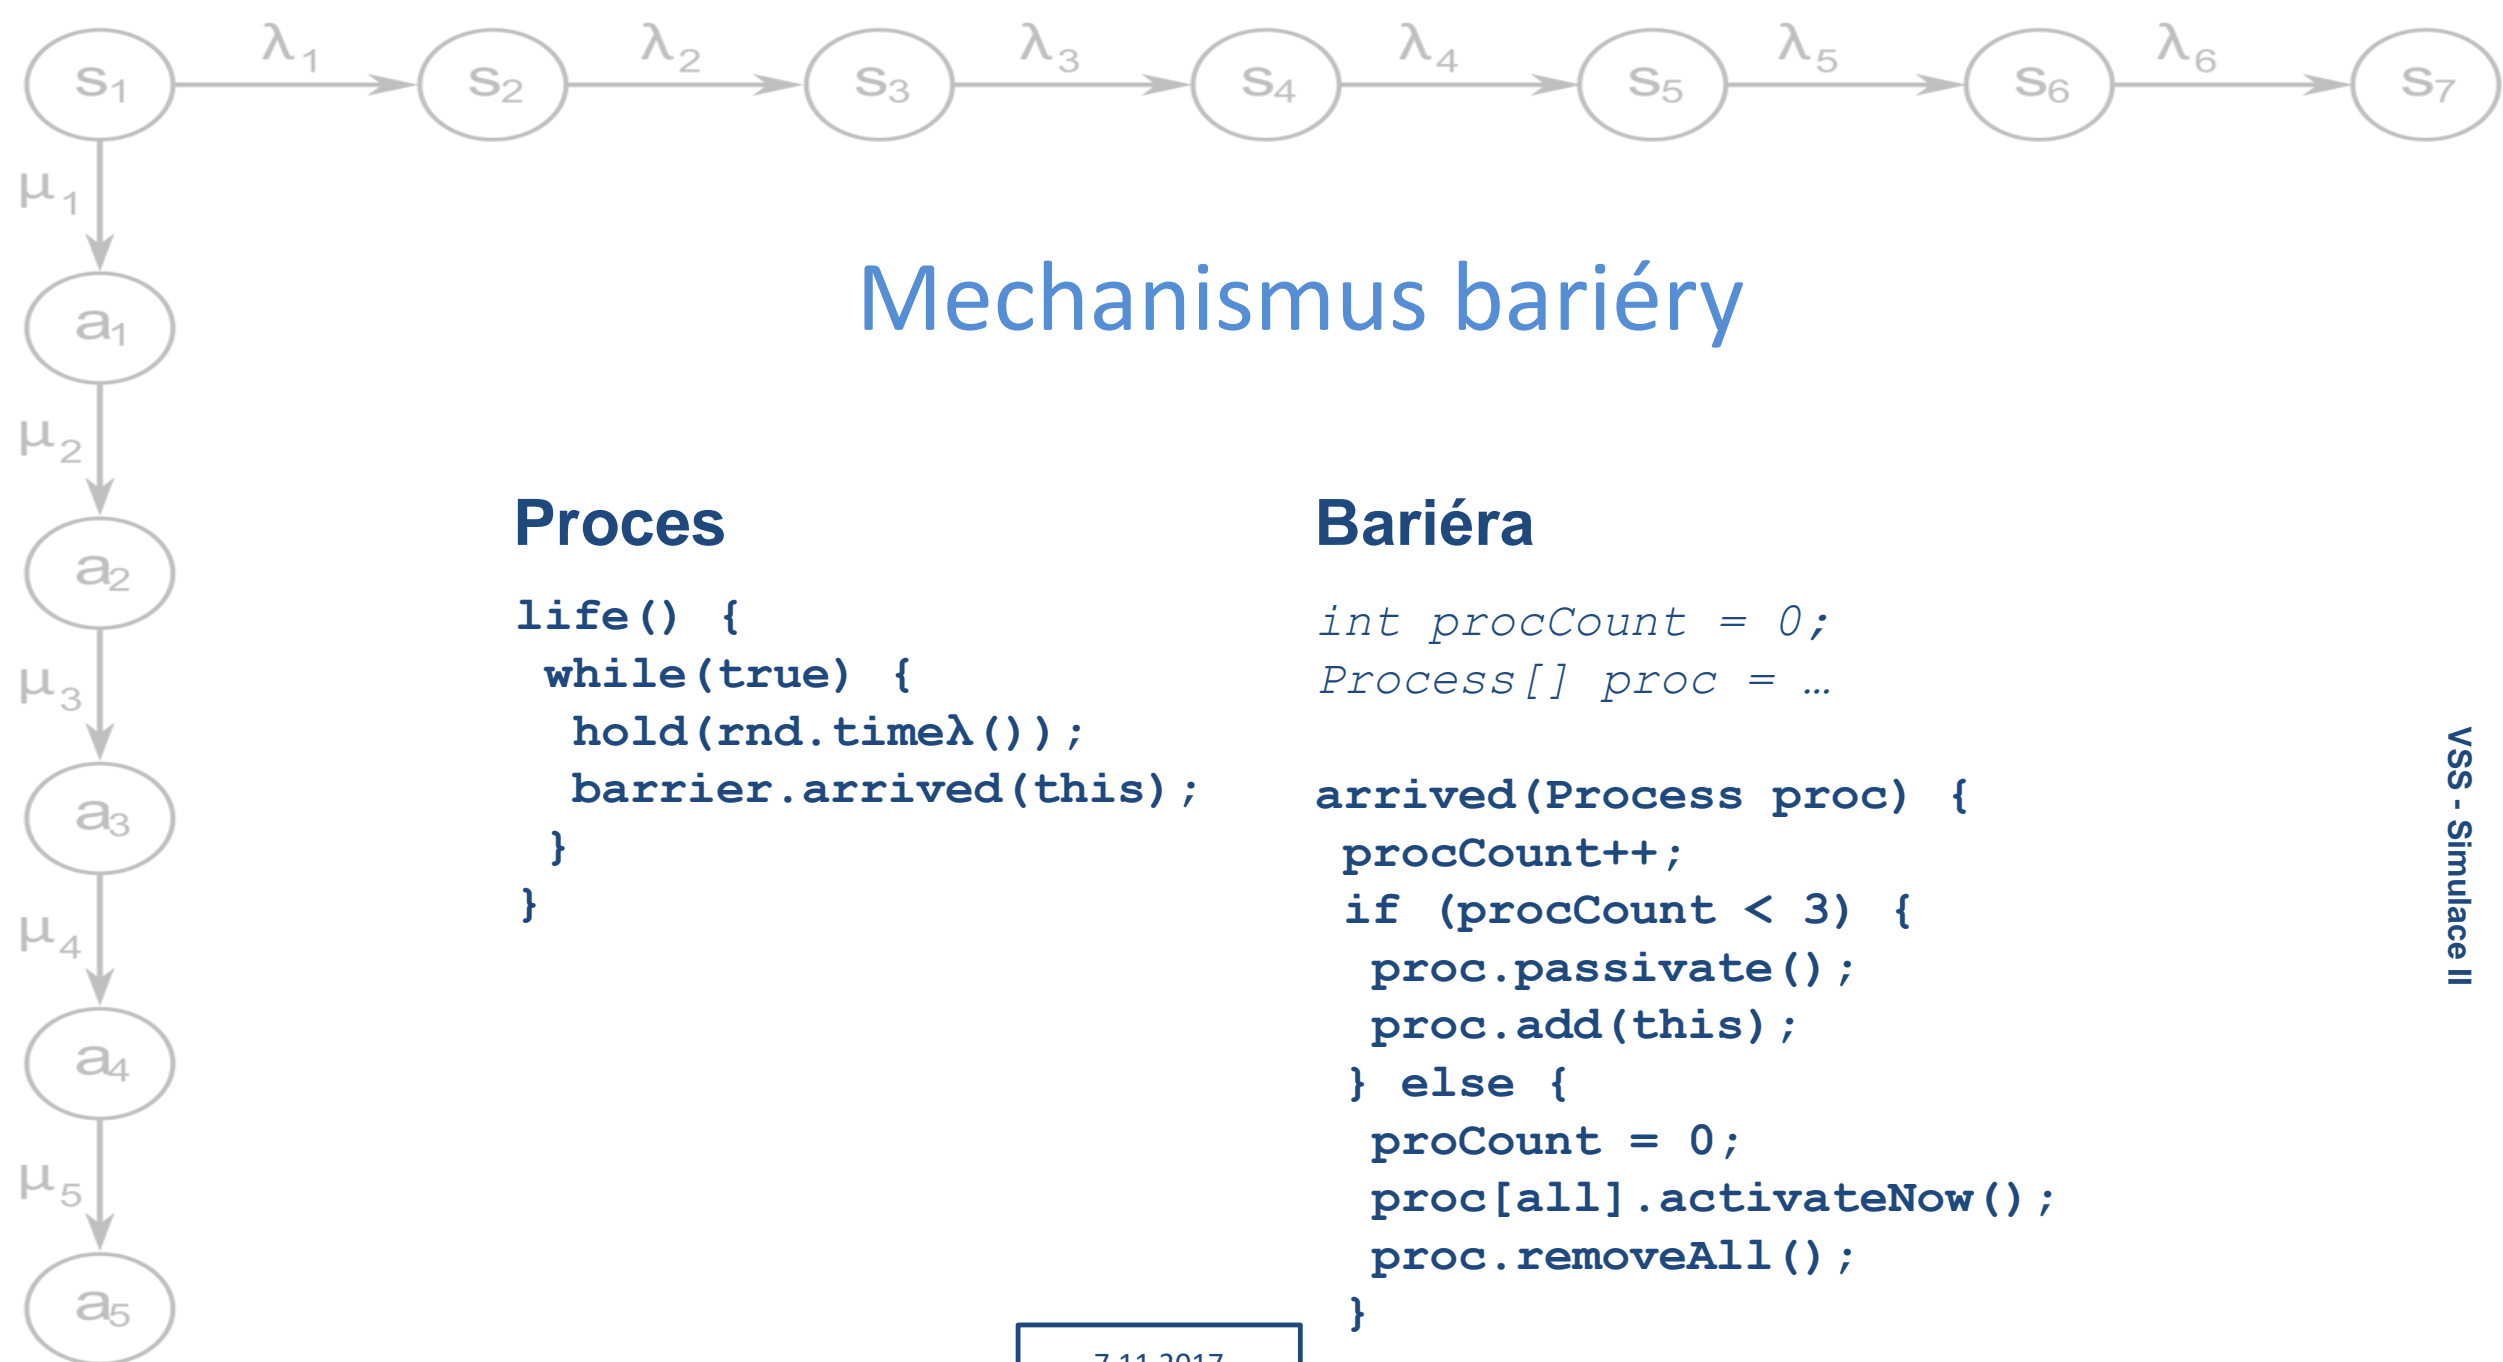 S1 λ1 S2 λ2 S3 λ3 S4 λ4 S5 λ5 S6 λ6 S7
μ1
a1
μ2
a2
μ3
a3
μ4
a4
μ5
a5
Mechanismus bariéry
Proces
life() {
while(true) {
hold(rnd.timeλ());
barrier.arrived(this);
}
}
Bariéra
int procCount = 0;
Process[] proc = …
arrived(Process proc) {
procCount++;
if (procCount < 3) {
proc.passivate();
proc.add(this);
} else {
proCount = 0;
proc[all].activateNow();
proc.removeAll();
}
VSS - Simulace II
7.11.2017